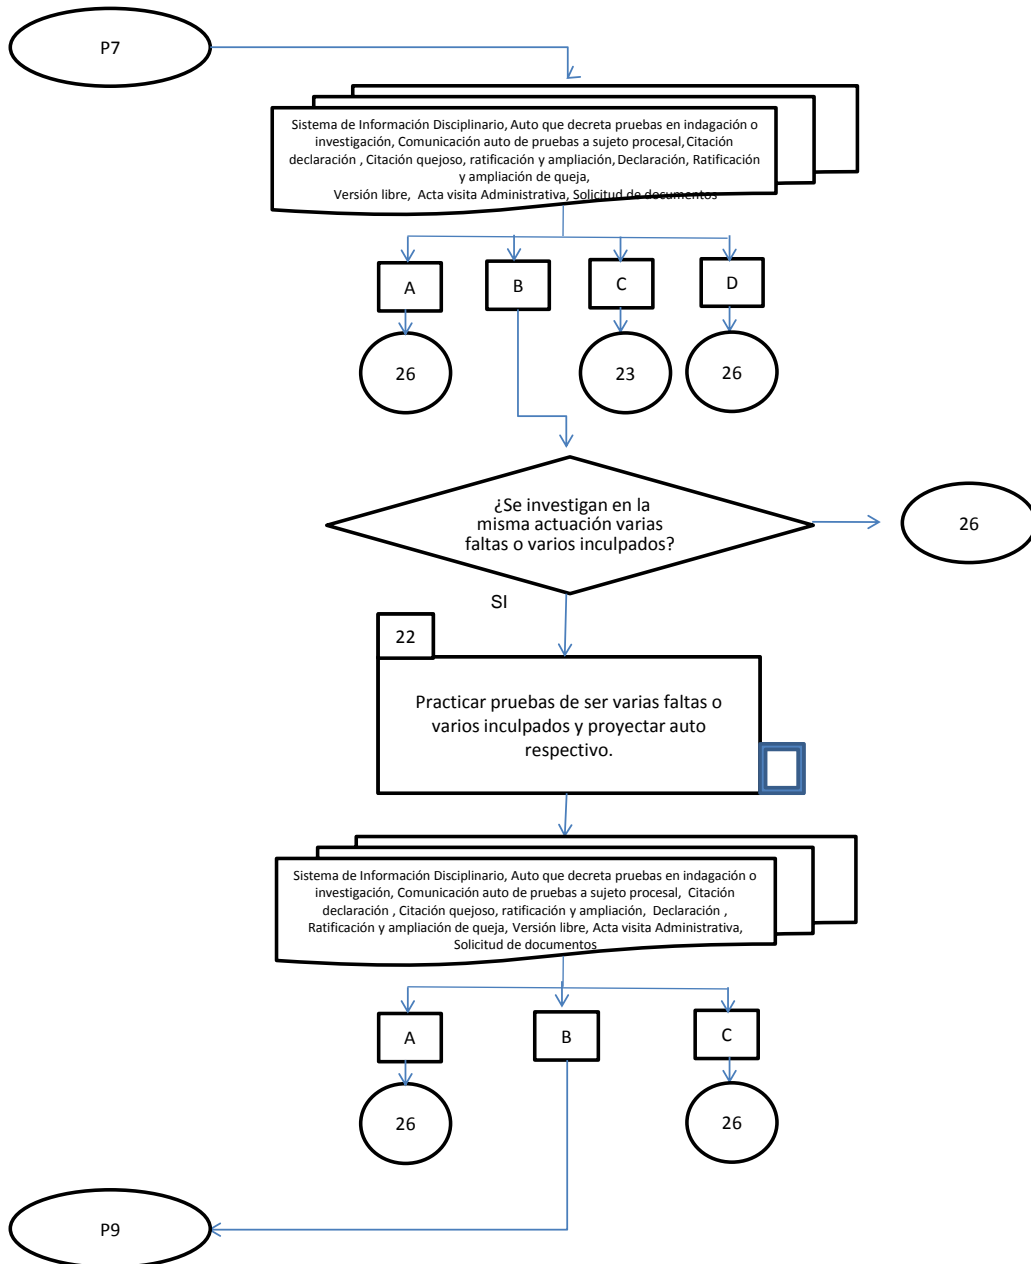 P7
Sistema de Información Disciplinario, Auto que decreta pruebas en indagación o
investigación, Comunicación auto de pruebas a sujeto procesal, Citación
declaración , Citación quejoso, ratificación y ampliación, Declaración, Ratificación
y ampliación de queja,
Versión libre, Acta visita Administrativa, Solicitud de documentos
A
B
C
D
26
23
26
¿Se investigan en la
misma actuación varias
faltas o varios inculpados?
26
SI
22
Practicar pruebas de ser varias faltas o
varios inculpados y proyectar auto
respectivo.
Sistema de Información Disciplinario, Auto que decreta pruebas en indagación o
investigación, Comunicación auto de pruebas a sujeto procesal, Citación
declaración , Citación quejoso, ratificación y ampliación, Declaración ,
Ratificación y ampliación de queja, Versión libre, Acta visita Administrativa,
Solicitud de documentos
A
B
C
26
26
P9